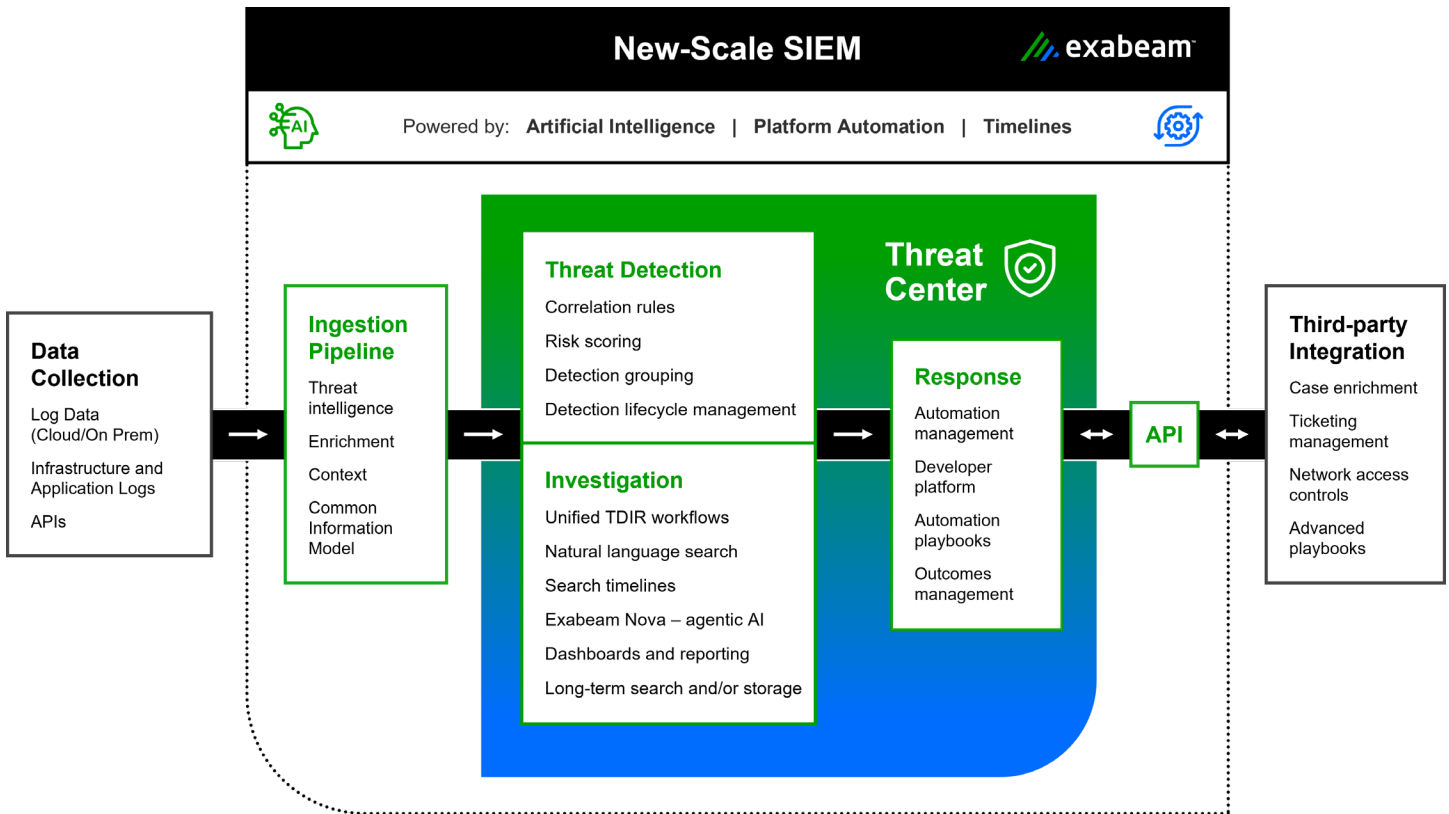 New-Scale SIEM
exabeam™
AI
Powered by: Artificial Intelligence | Platform Automation | Timelines
Data
Collection
Log Data
(Cloud/On Prem)
Infrastructure and
Application Logs
APIs
Ingestion
Pipeline
Threat
intelligence
Enrichment
Context
Common
Information
Model
Threat Detection
Correlation rules
Risk scoring
Detection grouping
Detection lifecycle management
Investigation
Unified TDIR workflows
Natural language search
Search timelines
Exabeam Nova – agentic AI
Dashboards and reporting
Long-term search and/or storage
Threat
Center
Response
Automation
management
Developer
platform
Automation
playbooks
Outcomes
management
API
Third-party
Integration
Case enrichment
Ticketing
management
Network access
controls
Advanced
playbooks